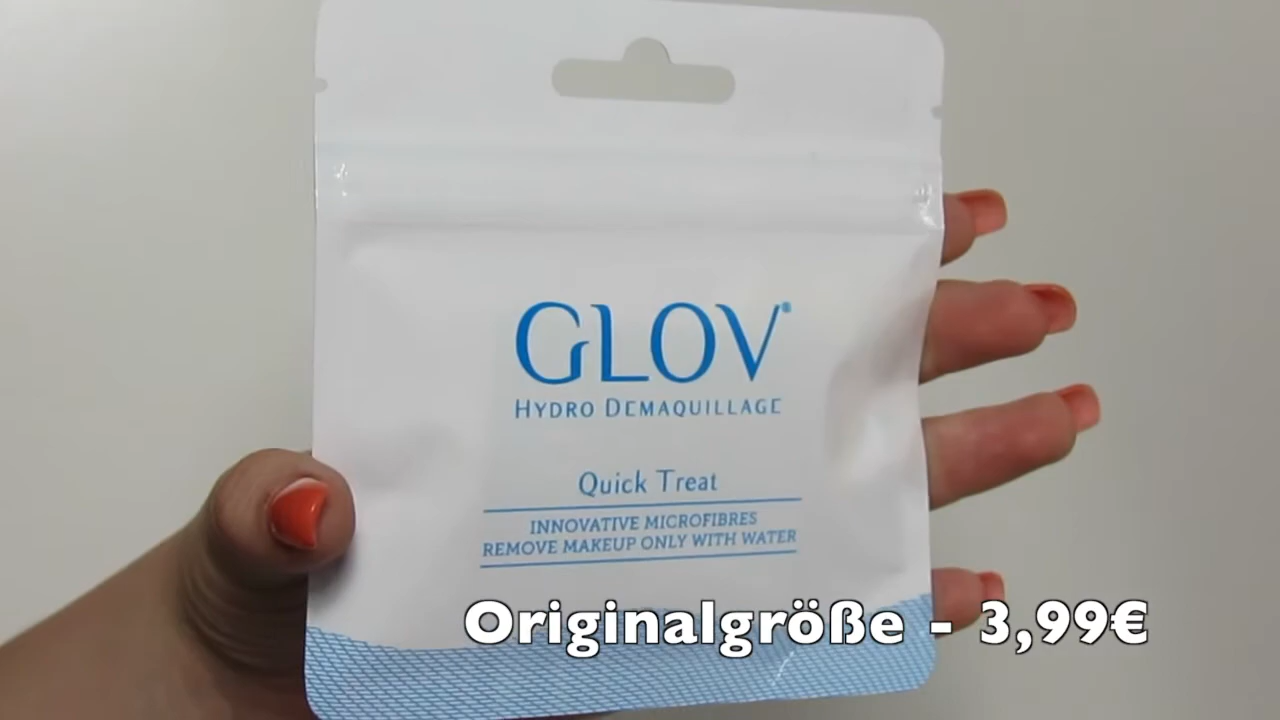 GLOV®
HYDRO DEMAQUILLAGE
Quick Treat
INNOVATIVE MICROFIBRES
REMOVE MAKEUP ONLY WITH WATER
Originalgröße - 3,99€